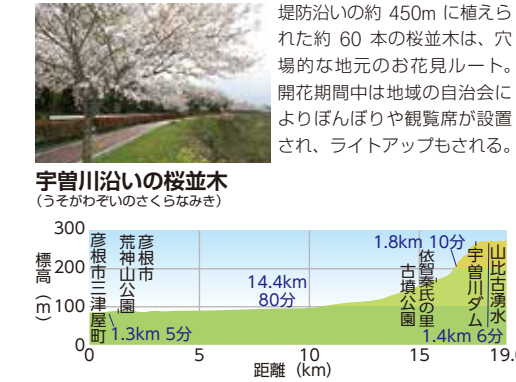 堤防沿いの約 450m に植えら
れた約 60 本の桜並木は、穴
場的な地元のお花見ルート。
開花期間中は地域の自治会に
よりぼんぼりや観覧席が設置
され、ライトアップもされる。
宇曽川沿いの桜並木
(うそがわぞいのさくらなみき)
標高(m)
300
200
100
0
彦根市三津屋町
荒神山公園
彦根市
1.3km 5分
14.4km
80分
古墳公園
依智秦氏の里
1.8km 10分
宇曽川ダム
1.4km 6分
山比古湧水
0
5
10
15
距離(km)